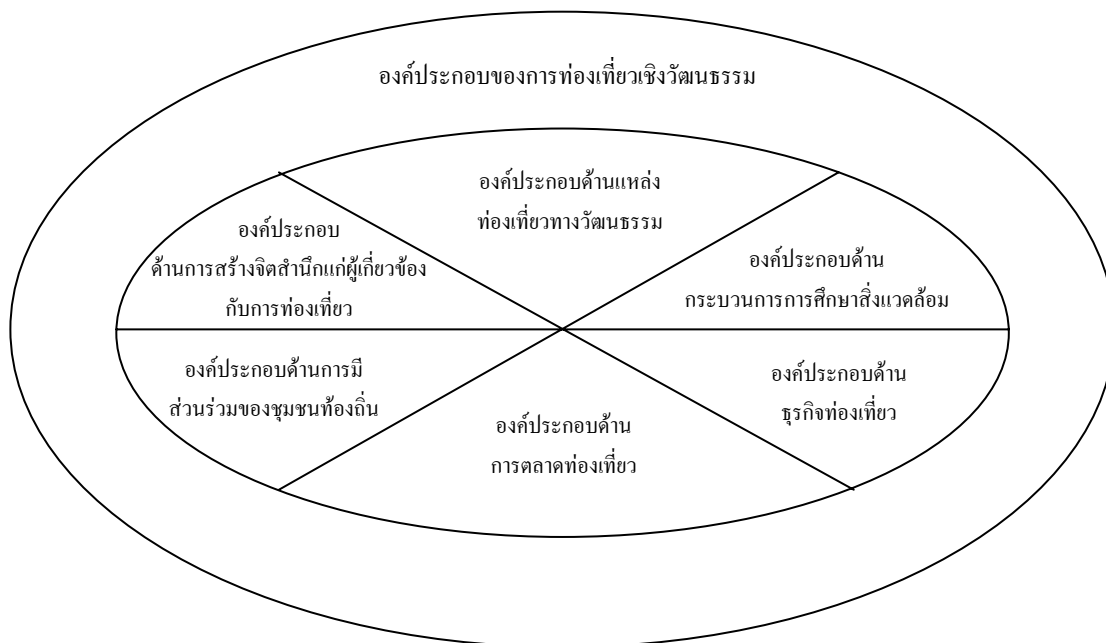 องค์ประกอบของการท่องเที่ยวเชิงวัฒนธรรม
องค์ประกอบด้านแหล่ง
ท่องเที่ยวทางวัฒนธรรม
องค์ประกอบ
ด้านการสร้างจิตสำนึกแก่ผู้เกี่ยวข้อง
กับการท่องเที่ยว
องค์ประกอบด้าน
กระบวนการการศึกษาสิ่งแวดล้อม
องค์ประกอบด้านการมี
ส่วนร่วมของชุมชนท้องถิ่น
องค์ประกอบด้าน
ธุรกิจท่องเที่ยว
องค์ประกอบด้าน
การตลาดท่องเที่ยว